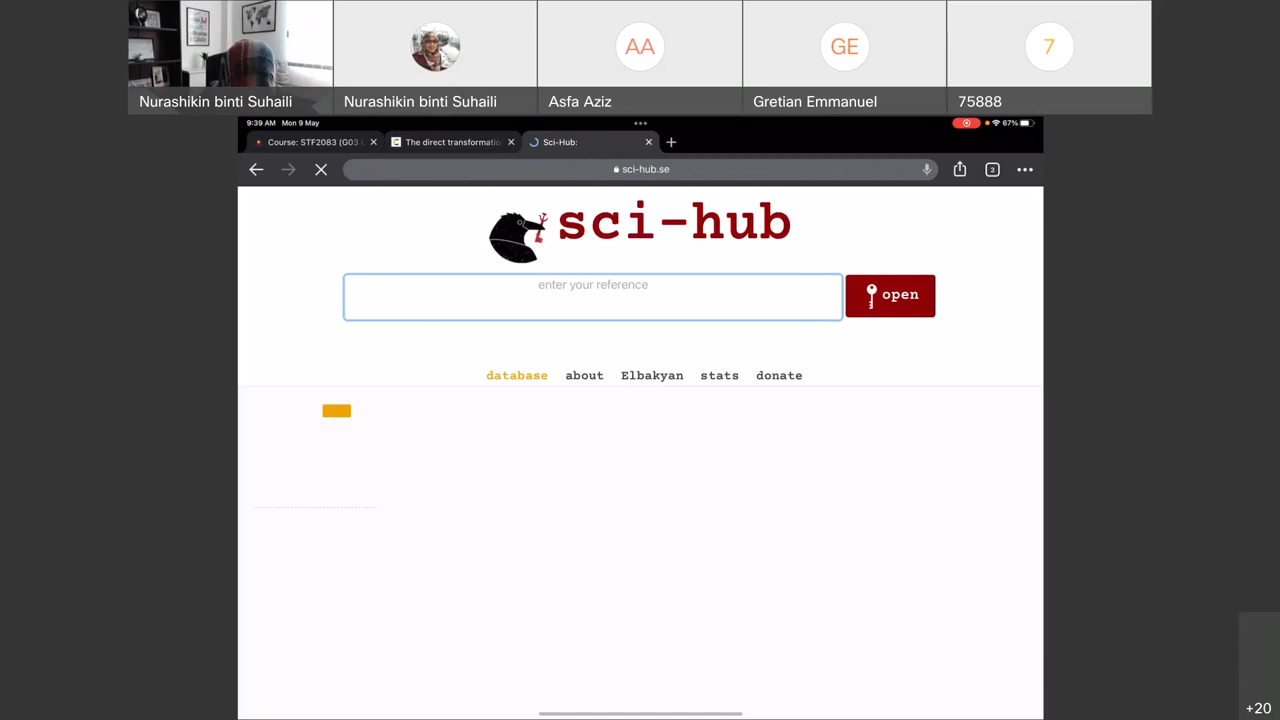 Nurashikin binti Suhaili
Nurashikin binti Suhaili
AA
Asfa Aziz
GE
Gretian Emmanuel
7
75888
9:39 AM Mon 9 May
67%
Course: STF2083 (G03
The direct transformatio
Sci-Hub:
sci-hub.se
3
sci-hub
enter your reference
open
database about Elbakyan stats donate
+20